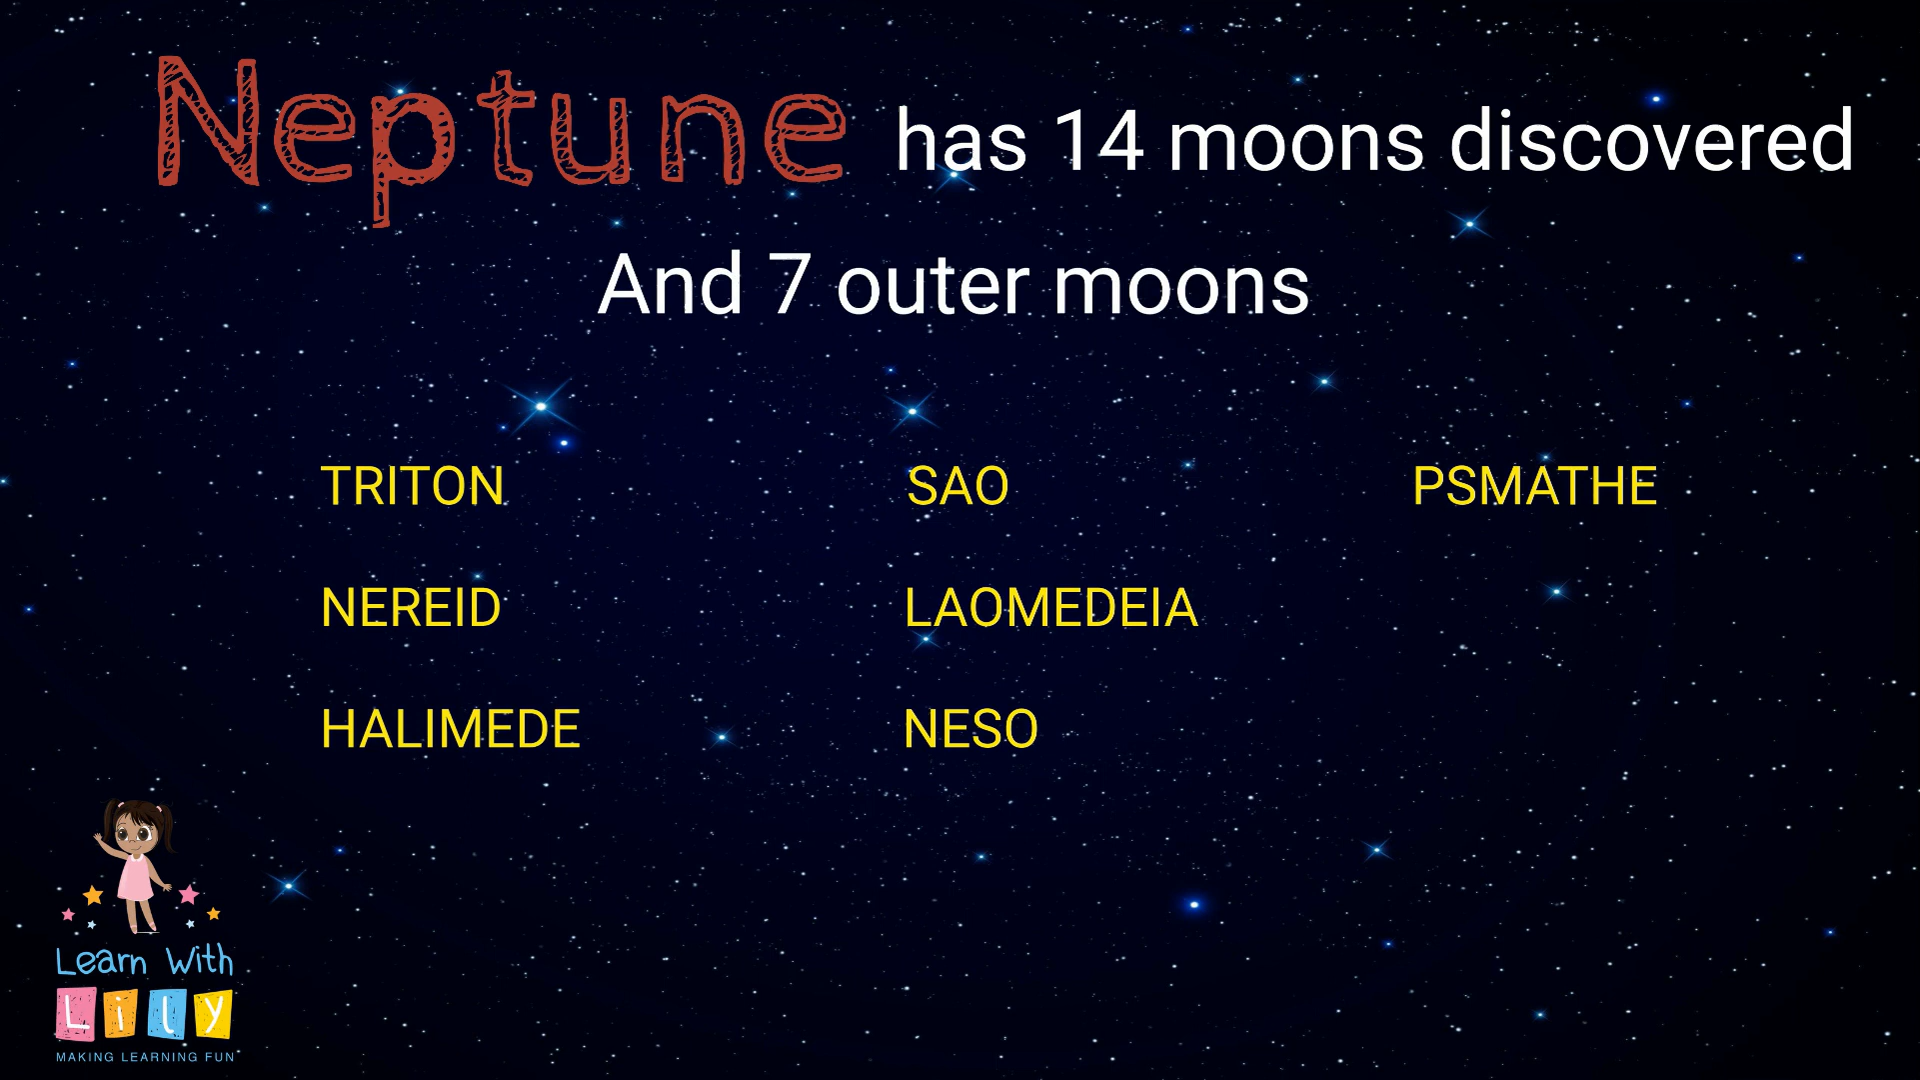 Neptune has 14 moons discovered
And 7 outer moons
TRITON
NEREID
HALIMEDE
SAO
LAOMEDEIA
NESO
PSMATHE
Learn With
Lily
MAKING LEARNING FUN